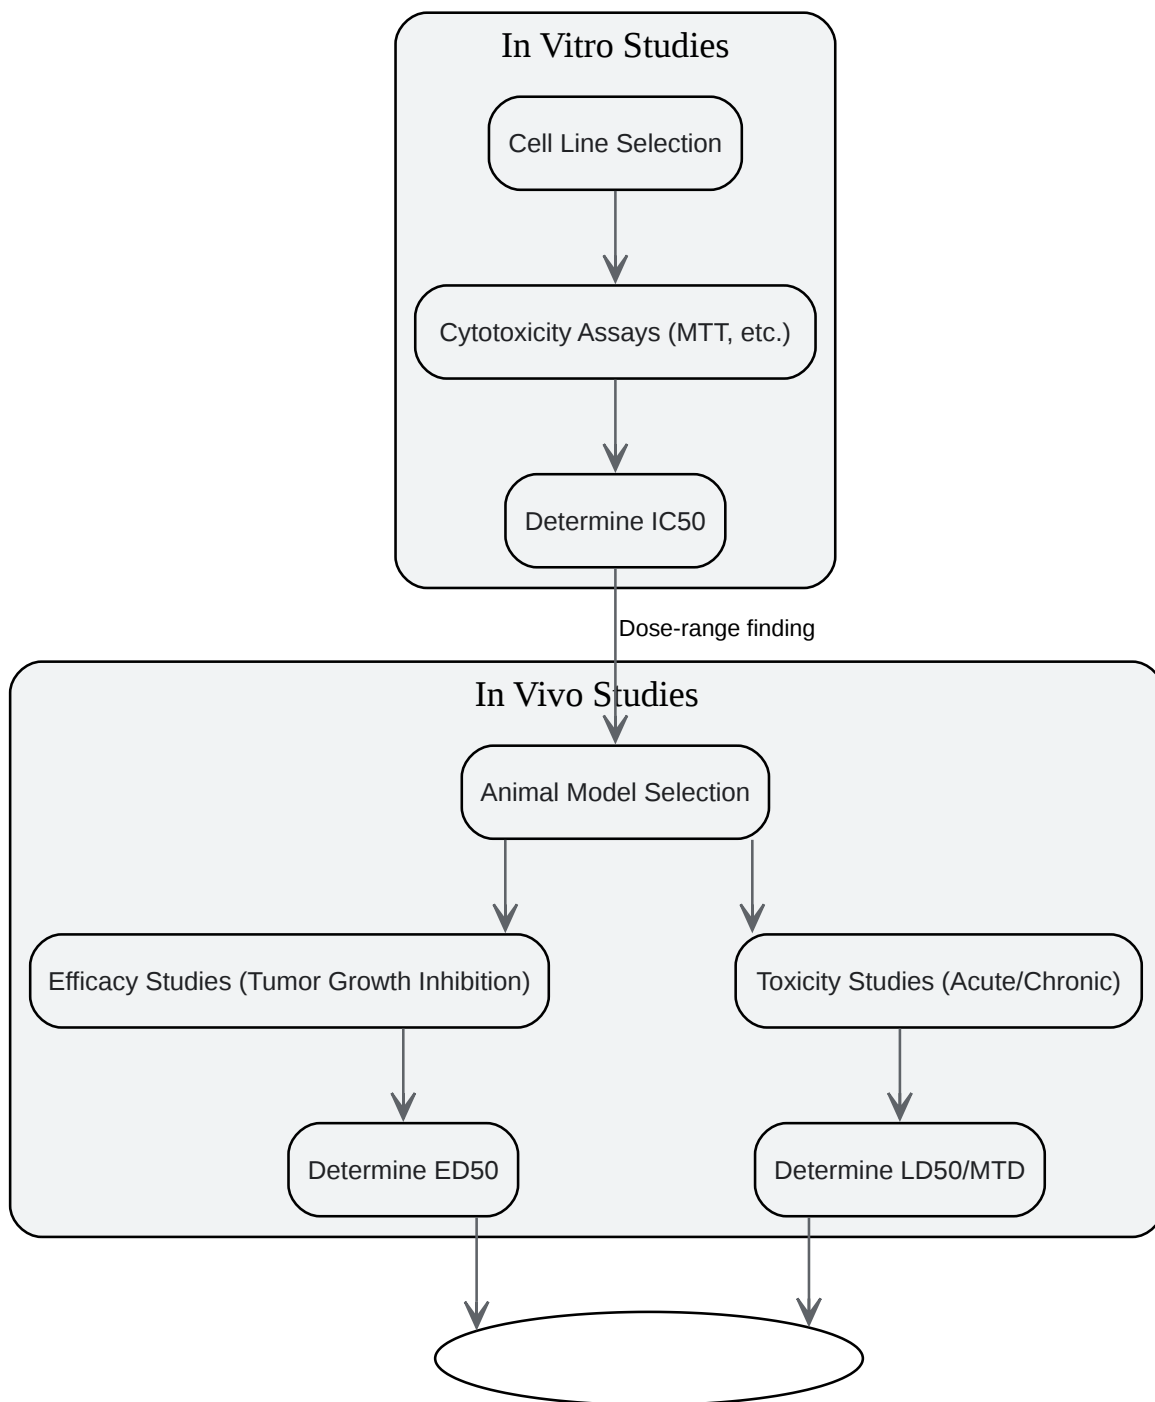 In Vitro Studies
Cell Line Selection
Cytotoxicity Assays (MTT, etc.)
Determine IC50
Dose-range finding
In Vivo Studies
Animal Model Selection
Efficacy Studies (Tumor Growth Inhibition)
Toxicity Studies (Acute/Chronic)
Determine ED50
Determine LD50/MTD